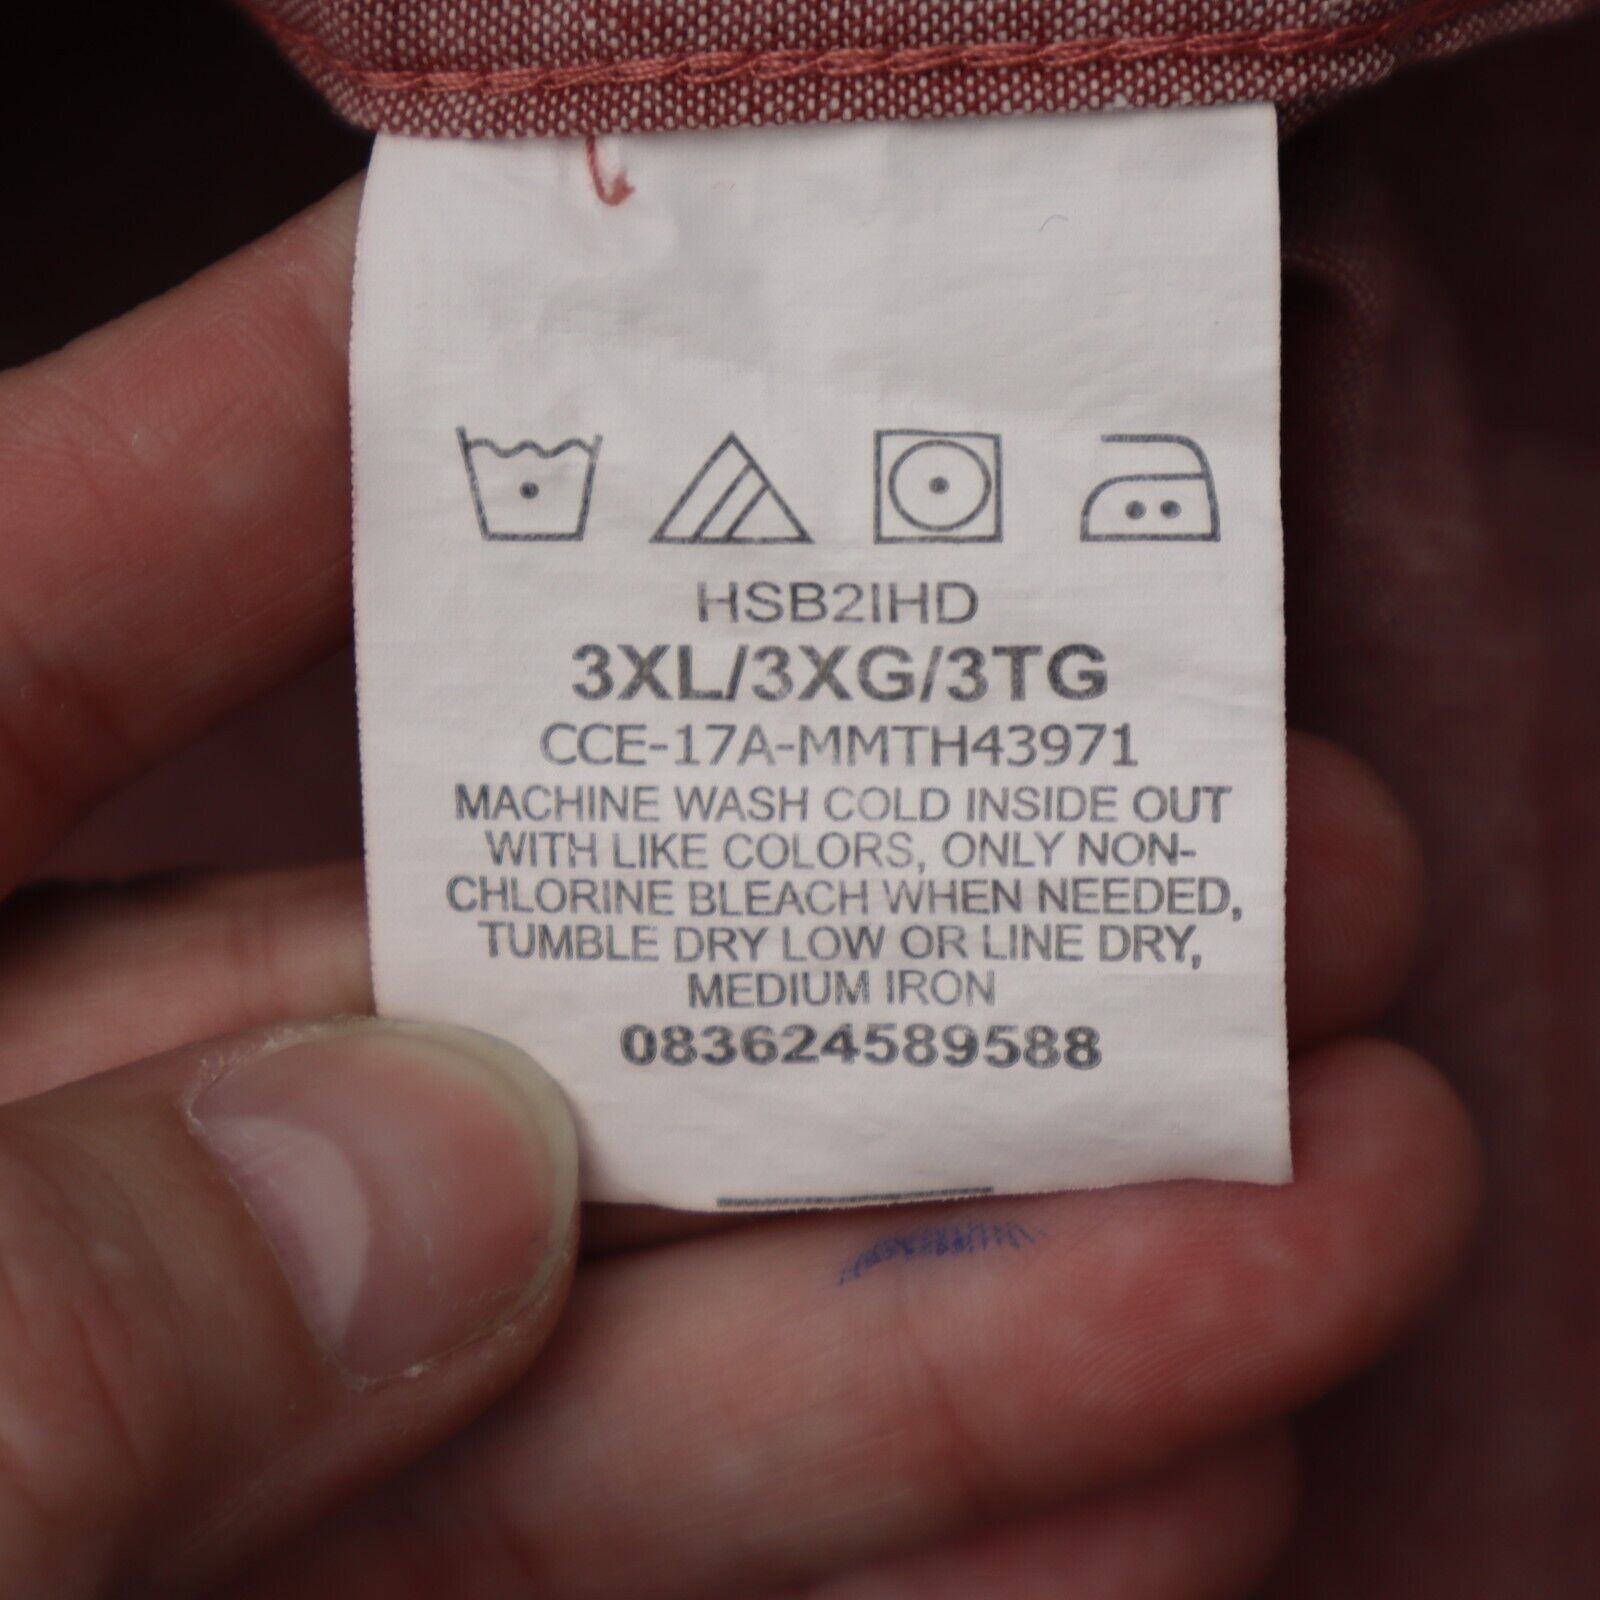 HSB2IHD
3XL/3XG/3TG
CCE-17A-MMTH43971
MACHINE WASH COLD INSIDE OUT
WITH LIKE COLORS, ONLY NON-
CHLORINE BLEACH WHEN NEEDED,
TUMBLE DRY LOW OR LINE DRY,
MEDIUM IRON
083624589588